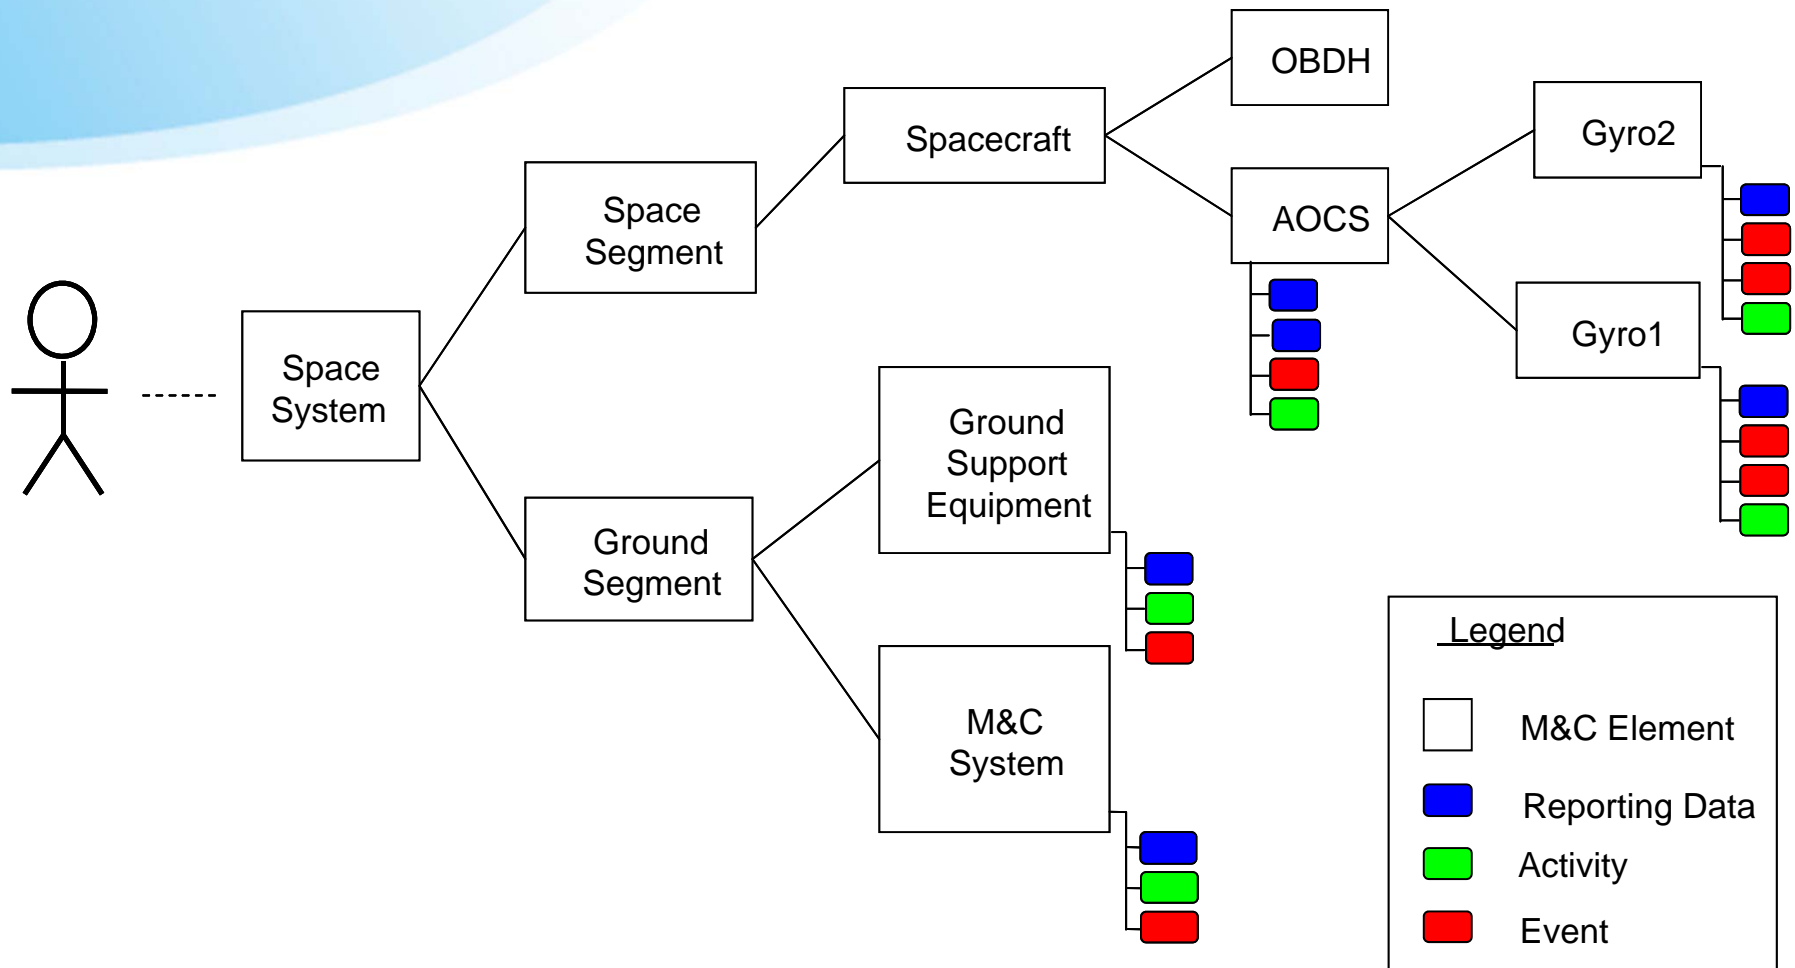 OBDH
Spacecraft
Gyro2
Space
Segment
AOCS
Gyro1
Space
System
Ground
Support
Equipment
Ground
Segment
M&C
System
Legend
M&C Element
Reporting Data
Activity
Event